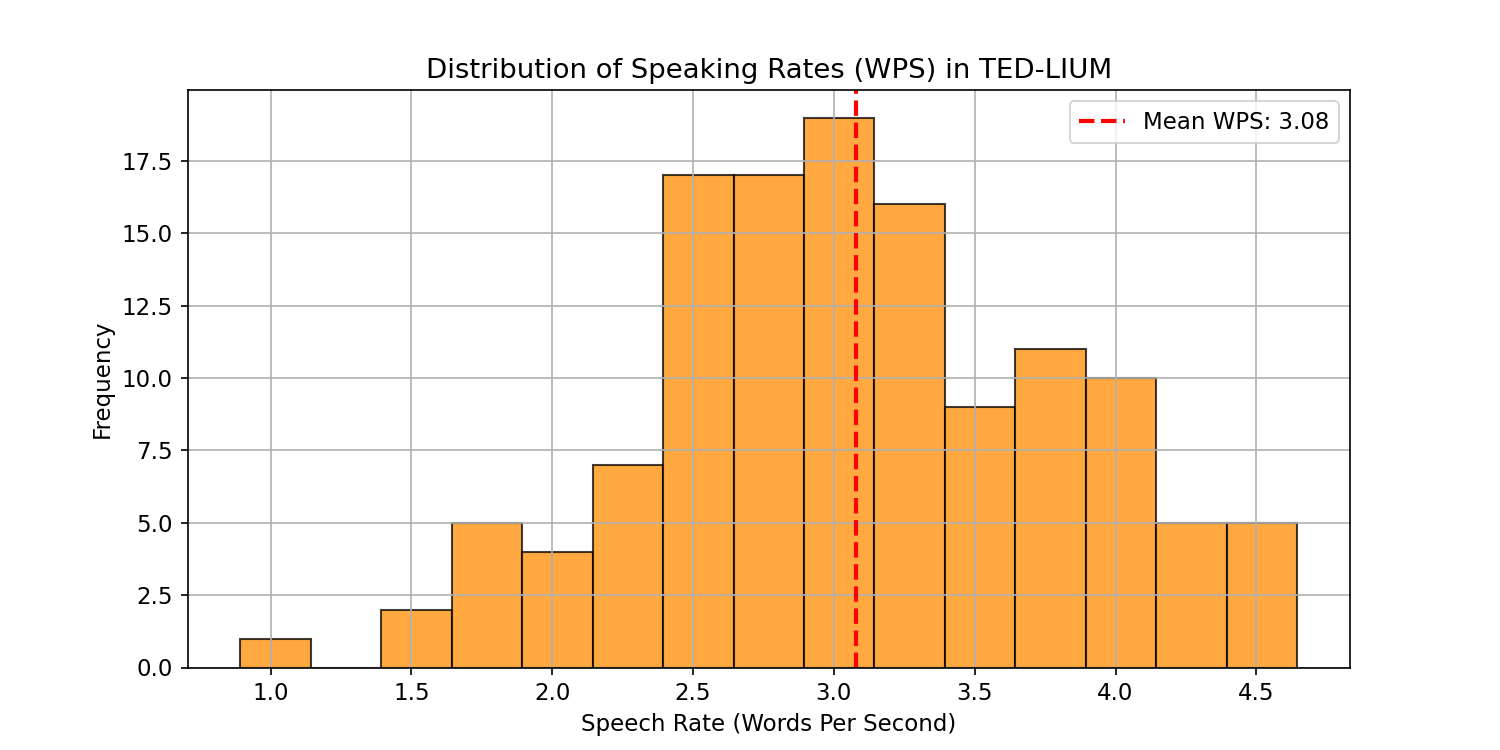 Distribution of Speaking Rates (WPS) in TED-LIUM
Mean WPS: 3.08
Frequency
17.5
15.0
12.5
10.0
7.5
5.0
2.5
0.0
1.0 1.5 2.0 2.5 3.0 3.5 4.0 4.5
Speech Rate (Words Per Second)